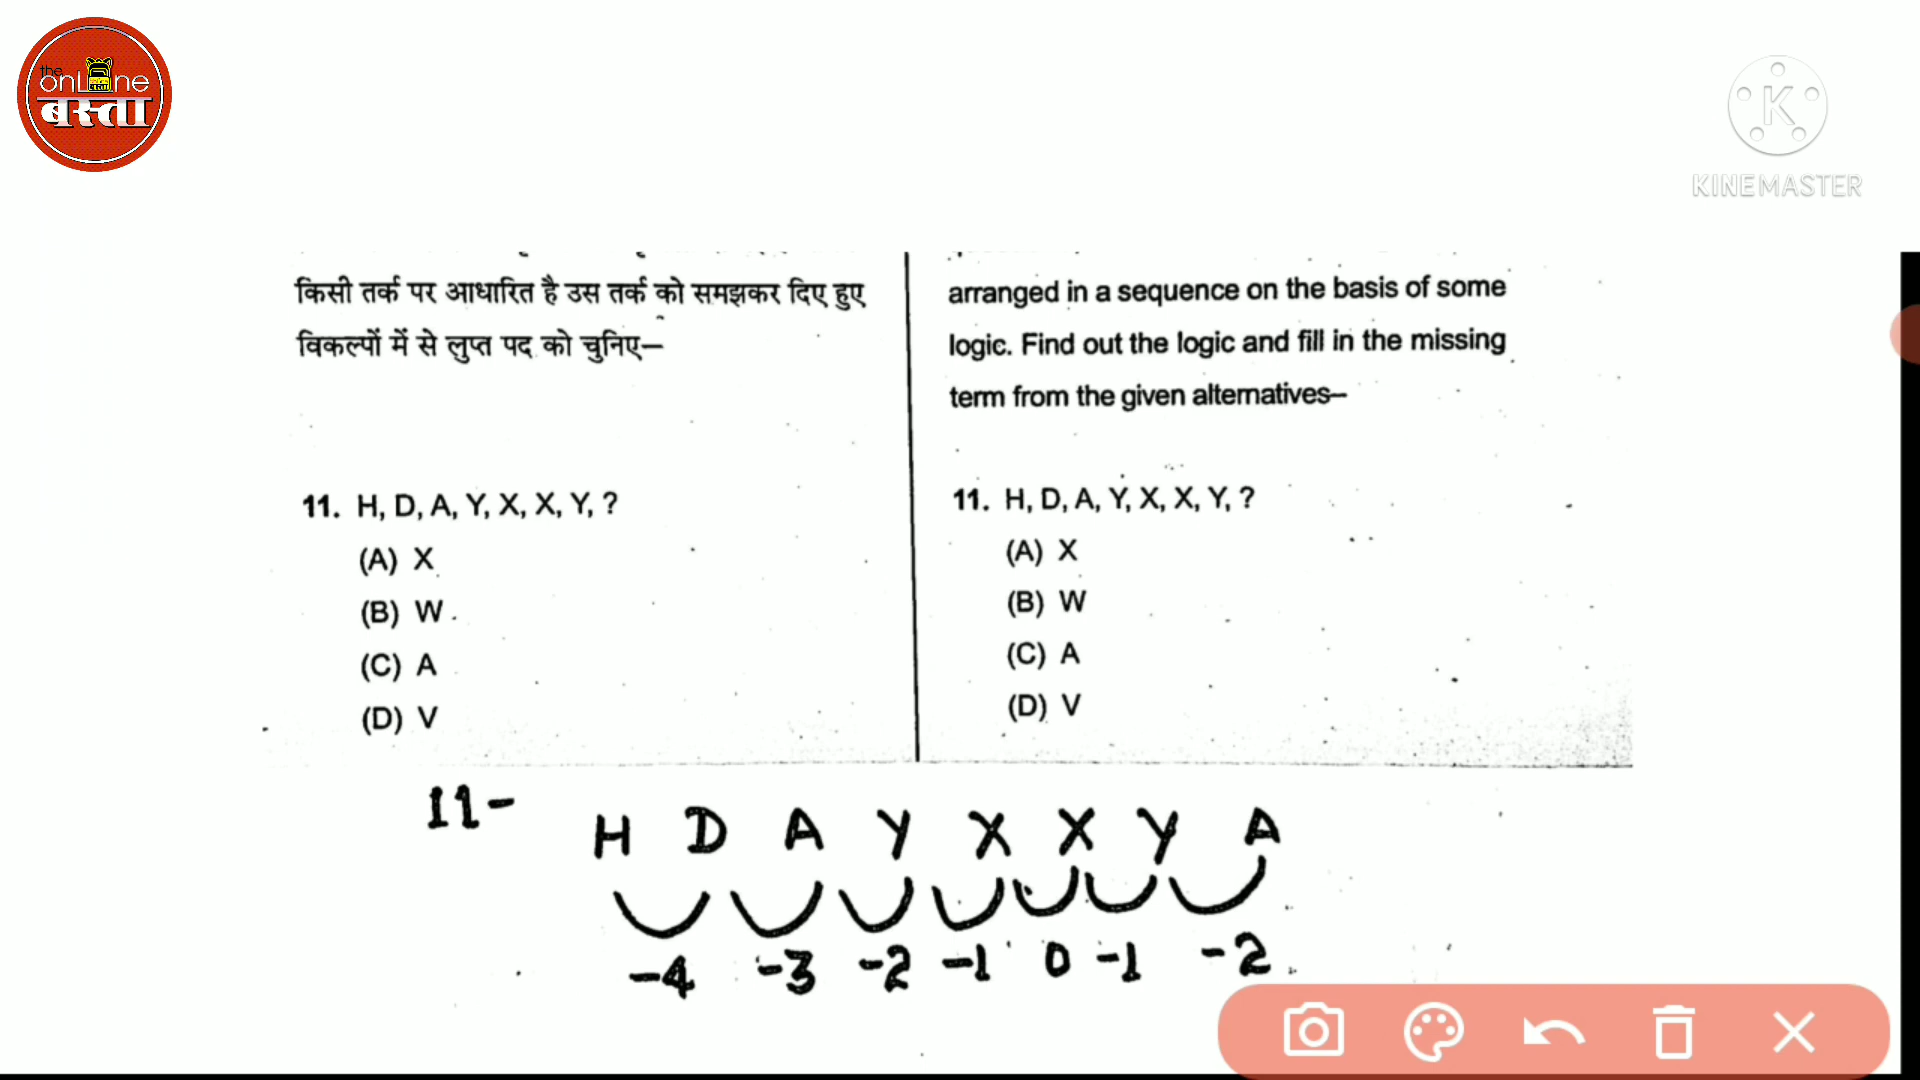 the
onLine
बस्ता
KINEMASTER
किसी तर्क पर आधारित है उस तर्क को समझकर दिए हुए
विकल्पों में से लुप्त पद को चुनिए—
11. H, D, A, Y, X, X, Y, ?
(A) X
(B) W
(C) A
(D) V
arranged in a sequence on the basis of some
logic. Find out the logic and fill in the missing
term from the given alternatives–
11. H, D, A, Y, X, X, Y, ?
(A) X
(B) W
(C) A
(D) V
11-
H D A Y X X Y A
-4 -3 -2 -1 0 -1 -2